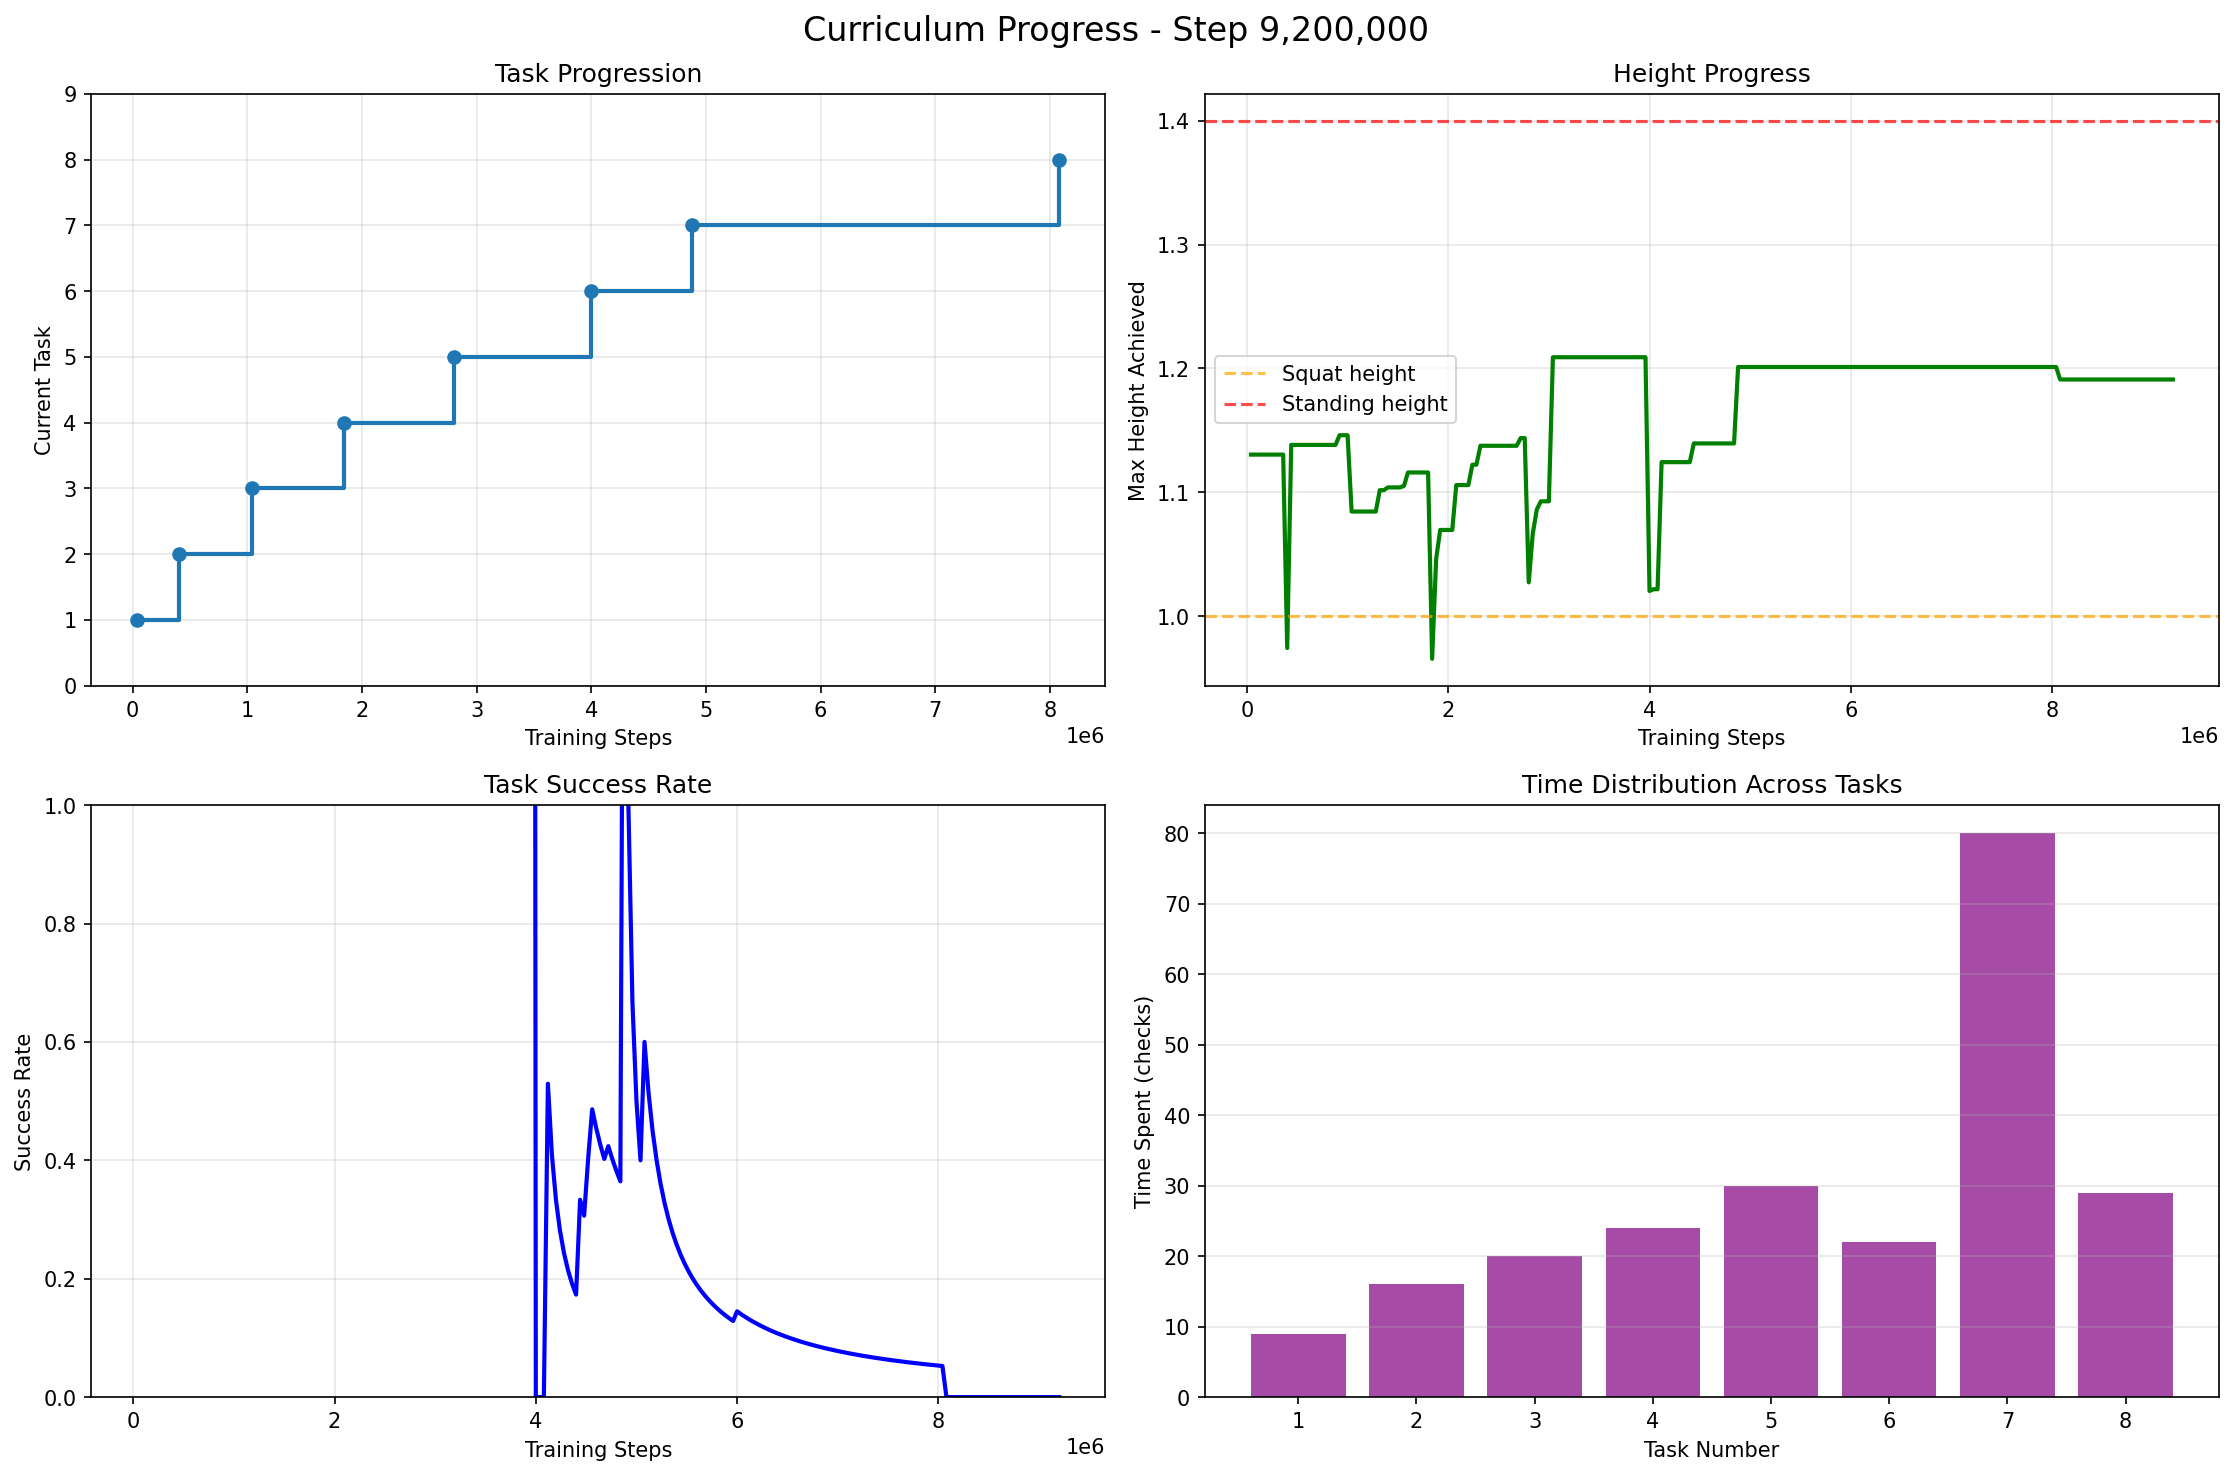 Curriculum Progress - Step 9,200,000
Task Progression
Current Task
9
8
7
6
5
4
3
2
1
0
0 1 2 3 4 5 6 7 8
1e6
Training Steps
Height Progress
Max Height Achieved
1.4
1.3
1.2
1.1
1.0
Squat height
Standing height
0 2 4 6 8
1e6
Training Steps
Task Success Rate
Success Rate
1.0
0.8
0.6
0.4
0.2
0.0
0 2 4 6 8
1e6
Training Steps
Time Distribution Across Tasks
Time Spent (checks)
80
70
60
50
40
30
20
10
0
1 2 3 4 5 6 7 8
Task Number